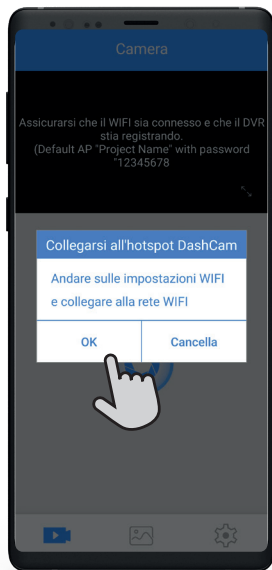 Camera
Assicurarsi che il WIFI sia connesso e che il DVR
stia registrando.
(Default AP "Project Name" with password
"12345678
Collegarsi all'hotspot DashCam
Andare sulle impostazioni WIFI
e collegare alla rete WIFI
OK Cancella